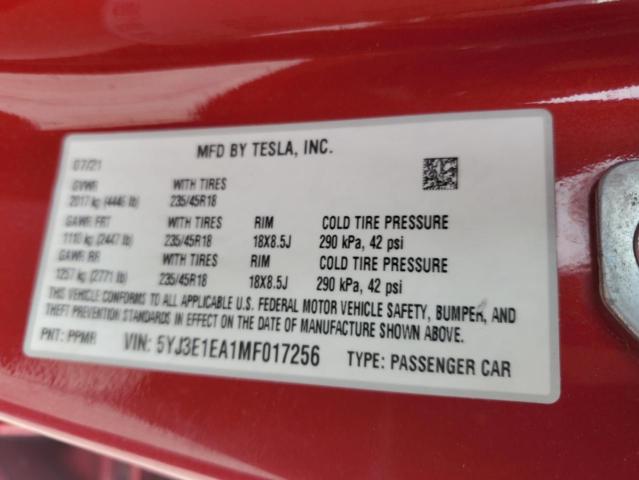 MFD BY TESLA, INC.
07/21
GVWR WITH TIRES
2017 kg (4446 lb) 235/45R18
GAWR FRT WITH TIRES RIM COLD TIRE PRESSURE
1110 kg (2447 lb) 235/45R18 18X8.5J 290 kPa, 42 psi
GAWR RR WITH TIRES RIM COLD TIRE PRESSURE
1257 kg (2771 lb) 235/45R18 18X8.5J 290 kPa, 42 psi
THIS VEHICLE CONFORMS TO ALL APPLICABLE U.S. FEDERAL MOTOR VEHICLE SAFETY, BUMPER, AND
THEFT PREVENTION STANDARDS IN EFFECT ON THE DATE OF MANUFACTURE SHOWN ABOVE.
PNT: PPMR VIN: 5YJ3E1EA1MF017256 TYPE: PASSENGER CAR